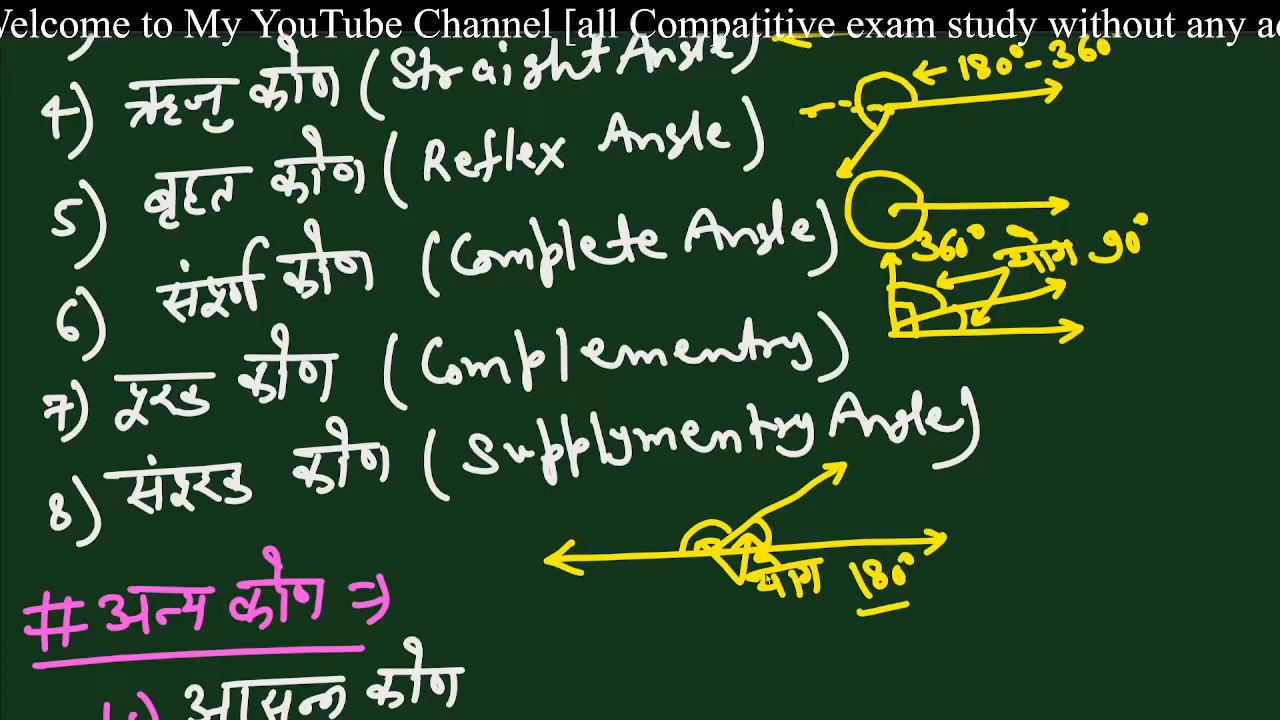 Welcome to My YouTube Channel [all Compatitive exam study without any ad
4) ऋजु कोण (Straight Angle)
180°-360°
5) बृहत कोण (Reflex Angle)
6) संपूर्ण कोण (Complete Angle)
360°
योग 90°
7) पूरक कोण (Complementry)
8) संपूरक कोण (Supplymentry Angle)
योग 180°
# अन्य कोण =>
(1) आसन्न कोण